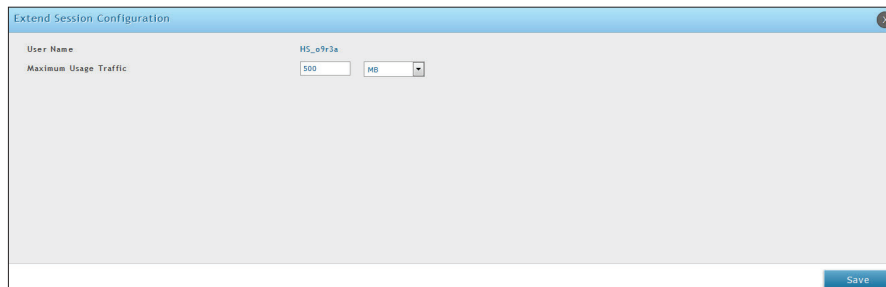 Extend Session Configuration
User Name HS_o9r3a
Maximum Usage Traffic 500 MB
Save